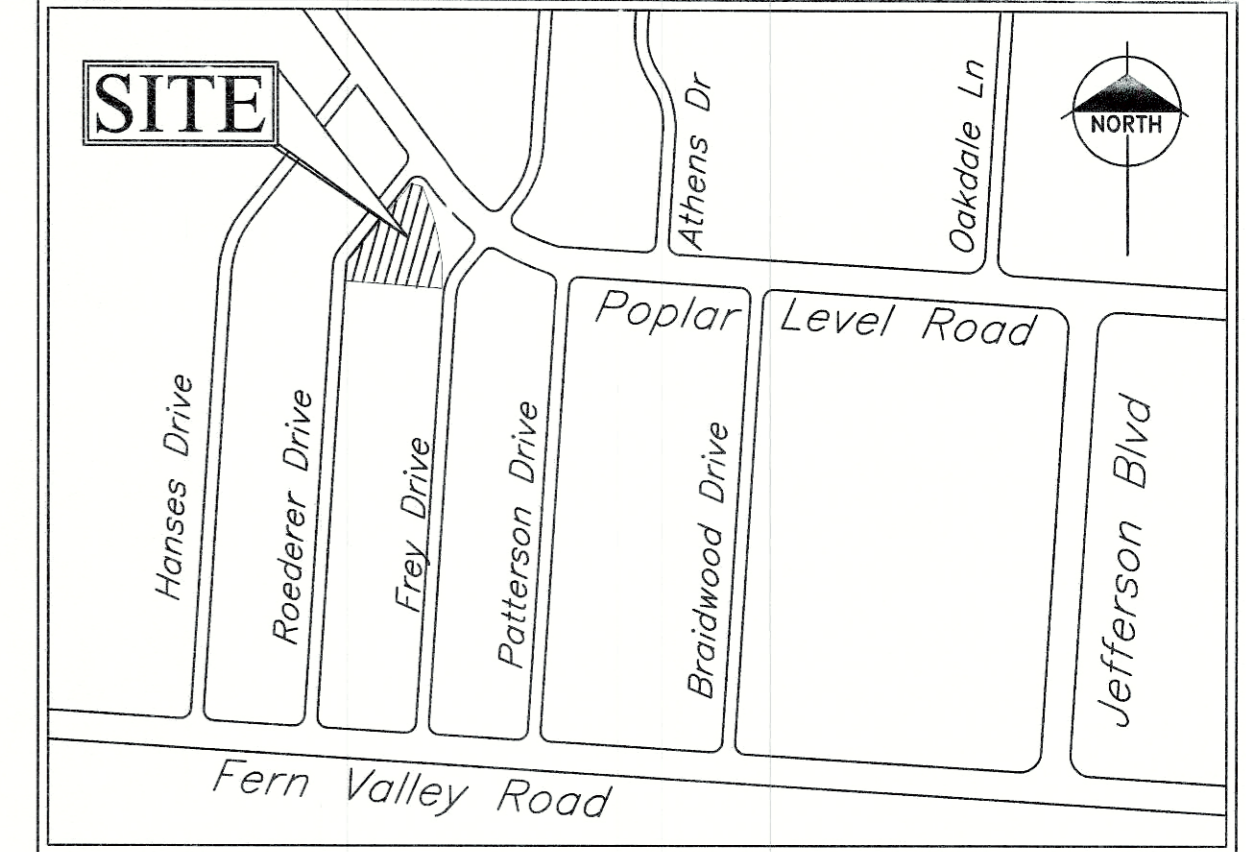 SITE
NORTH
Athens Dr
Oakdale Ln
Poplar Level Road
Hanses Drive
Roederer Drive
Frey Drive
Patterson Drive
Braidwood Drive
Jefferson Blvd
Fern Valley Road